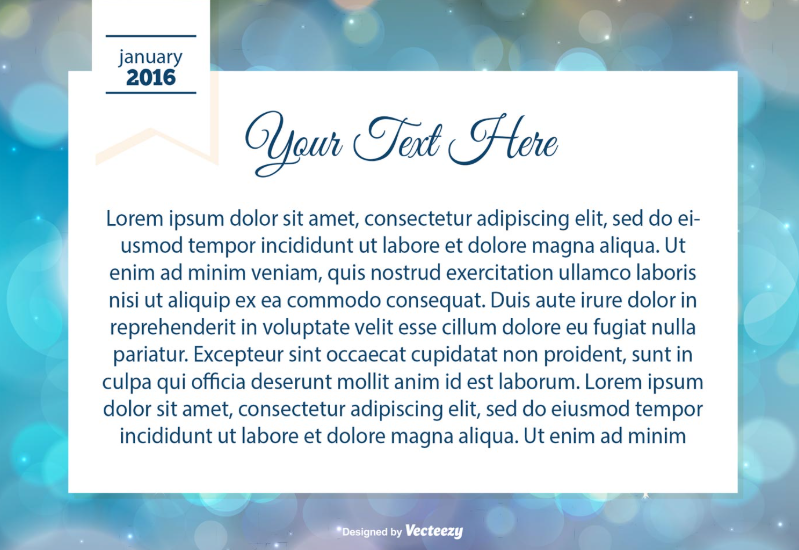 january
2016
Your Text Here
Lorem ipsum dolor sit amet, consectetur adipiscing elit, sed do ei-
usmod tempor incididunt ut labore et dolore magna aliqua. Ut
enim ad minim veniam, quis nostrud exercitation ullamco laboris
nisi ut aliquip ex ea commodo consequat. Duis aute irure dolor in
reprehenderit in voluptate velit esse cillum dolore eu fugiat nulla
pariatur. Excepteur sint occaecat cupidatat non proident, sunt in
culpa qui officia deserunt mollit anim id est laborum. Lorem ipsum
dolor sit amet, consectetur adipiscing elit, sed do eiusmod tempor
incididunt ut labore et dolore magna aliqua. Ut enim ad minim
Designed by Vecteezy